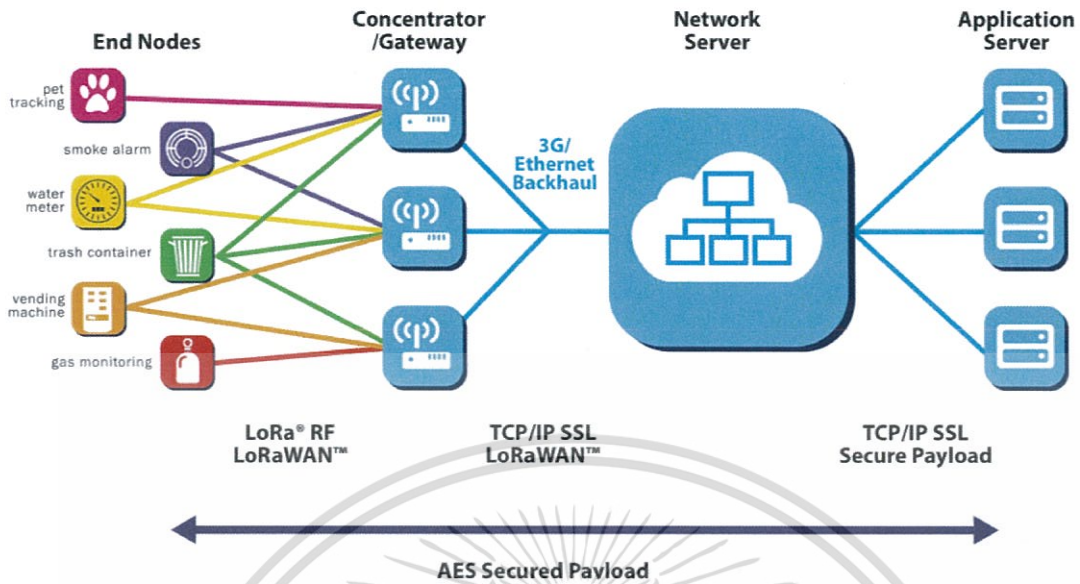 End Nodes
Concentrator
/Gateway
Network
Server
Application
Server
pet
tracking
smoke alarm
water
meter
trash container
vending
machine
gas monitoring
3G/
Ethernet
Backhaul
LoRa® RF
LoRaWAN™
TCP/IP SSL
LoRaWAN™
TCP/IP SSL
Secure Payload
AES Secured Payload